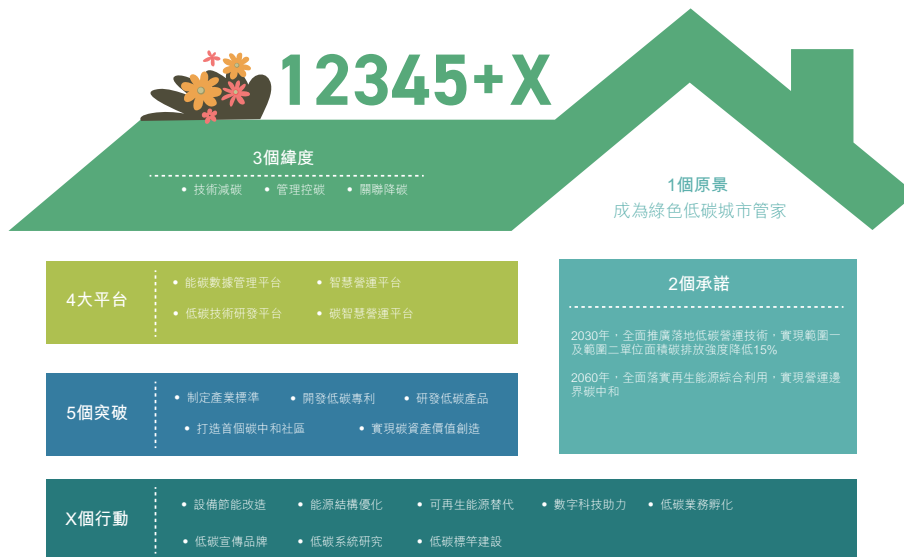 12345+X
3個緯度
• 技術減碳 • 管理控碳 • 關聯降碳
1個原景
成為綠色低碳城市管家
4大平台
• 能碳數據管理平台 • 智慧營運平台
• 低碳技術研發平台 • 碳智慧營運平台
2個承諾
2030年，全面推廣落地低碳營運技術，實現範圍一
及範圍二單位面積碳排放強度降低15%
2060年，全面落實再生能源綜合利用，實現營運邊
界碳中和
5個突破
• 制定產業標準 • 開發低碳專利 • 研發低碳產品
• 打造首個碳中和社區 • 實現碳資產價值創造
X個行動
• 設備節能改造 • 能源結構優化 • 可再生能源替代 • 數字科技助力 • 低碳業務孵化
• 低碳宣傳品牌 • 低碳系統研究 • 低碳標竿建設